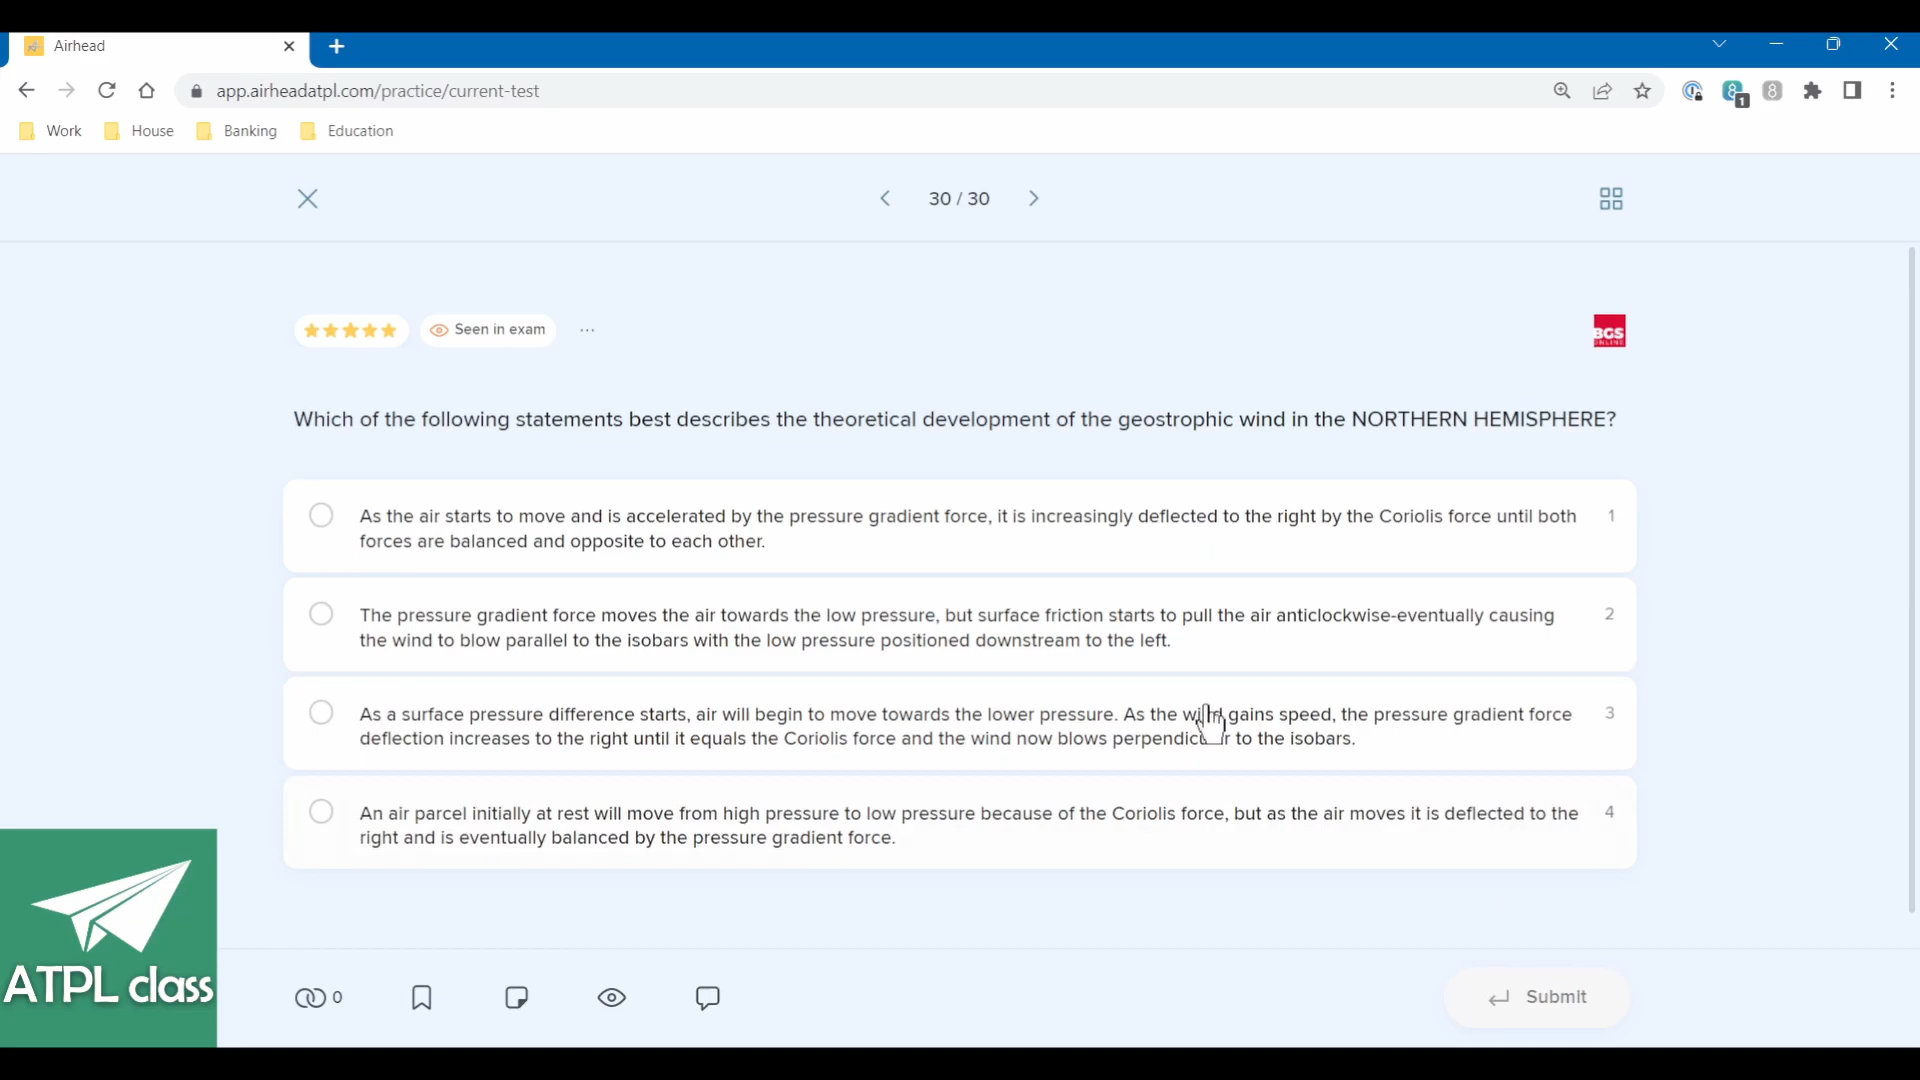 Airhead
app.airheadatpl.com/practice/current-test
8
1
8
Work
House
Banking
Education
30 / 30
Seen in exam
...
BGS
ONLINE
Which of the following statements best describes the theoretical development of the geostrophic wind in the NORTHERN HEMISPHERE?
As the air starts to move and is accelerated by the pressure gradient force, it is increasingly deflected to the right by the Coriolis force until both
1
forces are balanced and opposite to each other.
The pressure gradient force moves the air towards the low pressure, but surface friction starts to pull the air anticlockwise-eventually causing
2
the wind to blow parallel to the isobars with the low pressure positioned downstream to the left.
As a surface pressure difference starts, air will begin to move towards the lower pressure. As the wind gains speed, the pressure gradient force
3
deflection increases to the right until it equals the Coriolis force and the wind now blows perpendicular to the isobars.
An air parcel initially at rest will move from high pressure to low pressure because of the Coriolis force, but as the air moves it is deflected to the
4
right and is eventually balanced by the pressure gradient force.
ATPL class
0
Submit